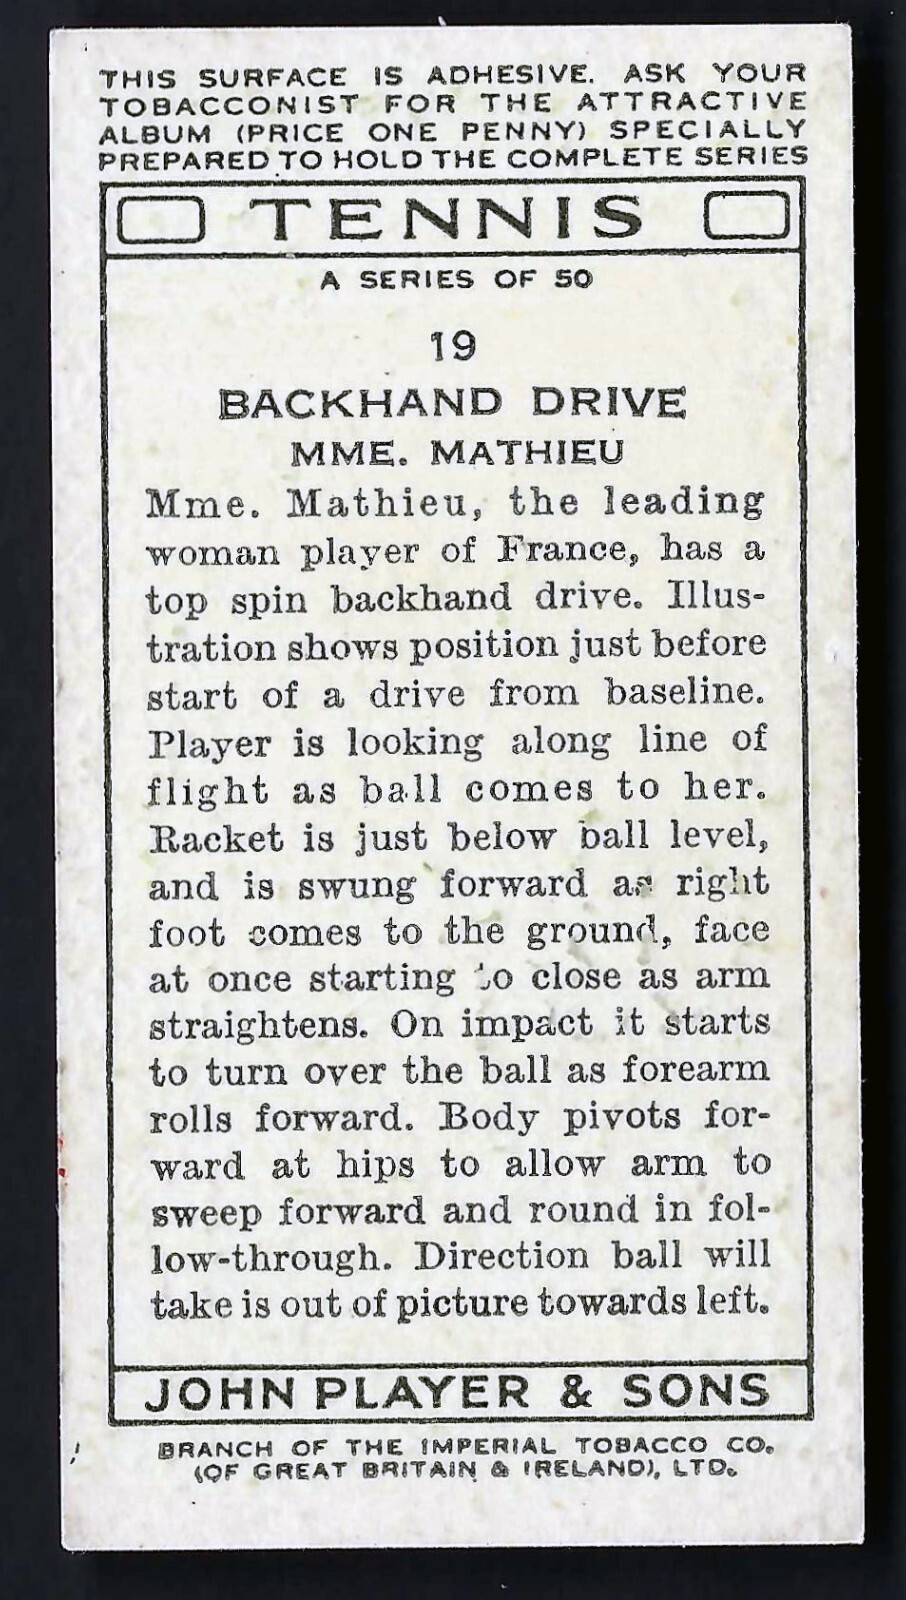 THIS SURFACE IS ADHESIVE. ASK YOUR
TOBACCONIST FOR THE ATTRACTIVE
ALBUM (PRICE ONE PENNY) SPECIALLY
PREPARED TO HOLD THE COMPLETE SERIES
TENNIS
A SERIES OF 50
19
BACKHAND DRIVE
MME. MATHIEU
Mme. Mathieu, the leading
woman player of France, has a
top spin backhand drive. Illus-
tration shows position just before
start of a drive from baseline.
Player is looking along line of
flight as ball comes to her.
Racket is just below ball level,
and is swung forward as right
foot comes to the ground, face
at once starting to close as arm
straightens. On impact it starts
to turn over the ball as forearm
rolls forward. Body pivots for-
ward at hips to allow arm to
sweep forward and round in fol-
low-through. Direction ball will
take is out of picture towards left.
JOHN PLAYER & SONS
BRANCH OF THE IMPERIAL TOBACCO CO.
(OF GREAT BRITAIN & IRELAND), LTD.